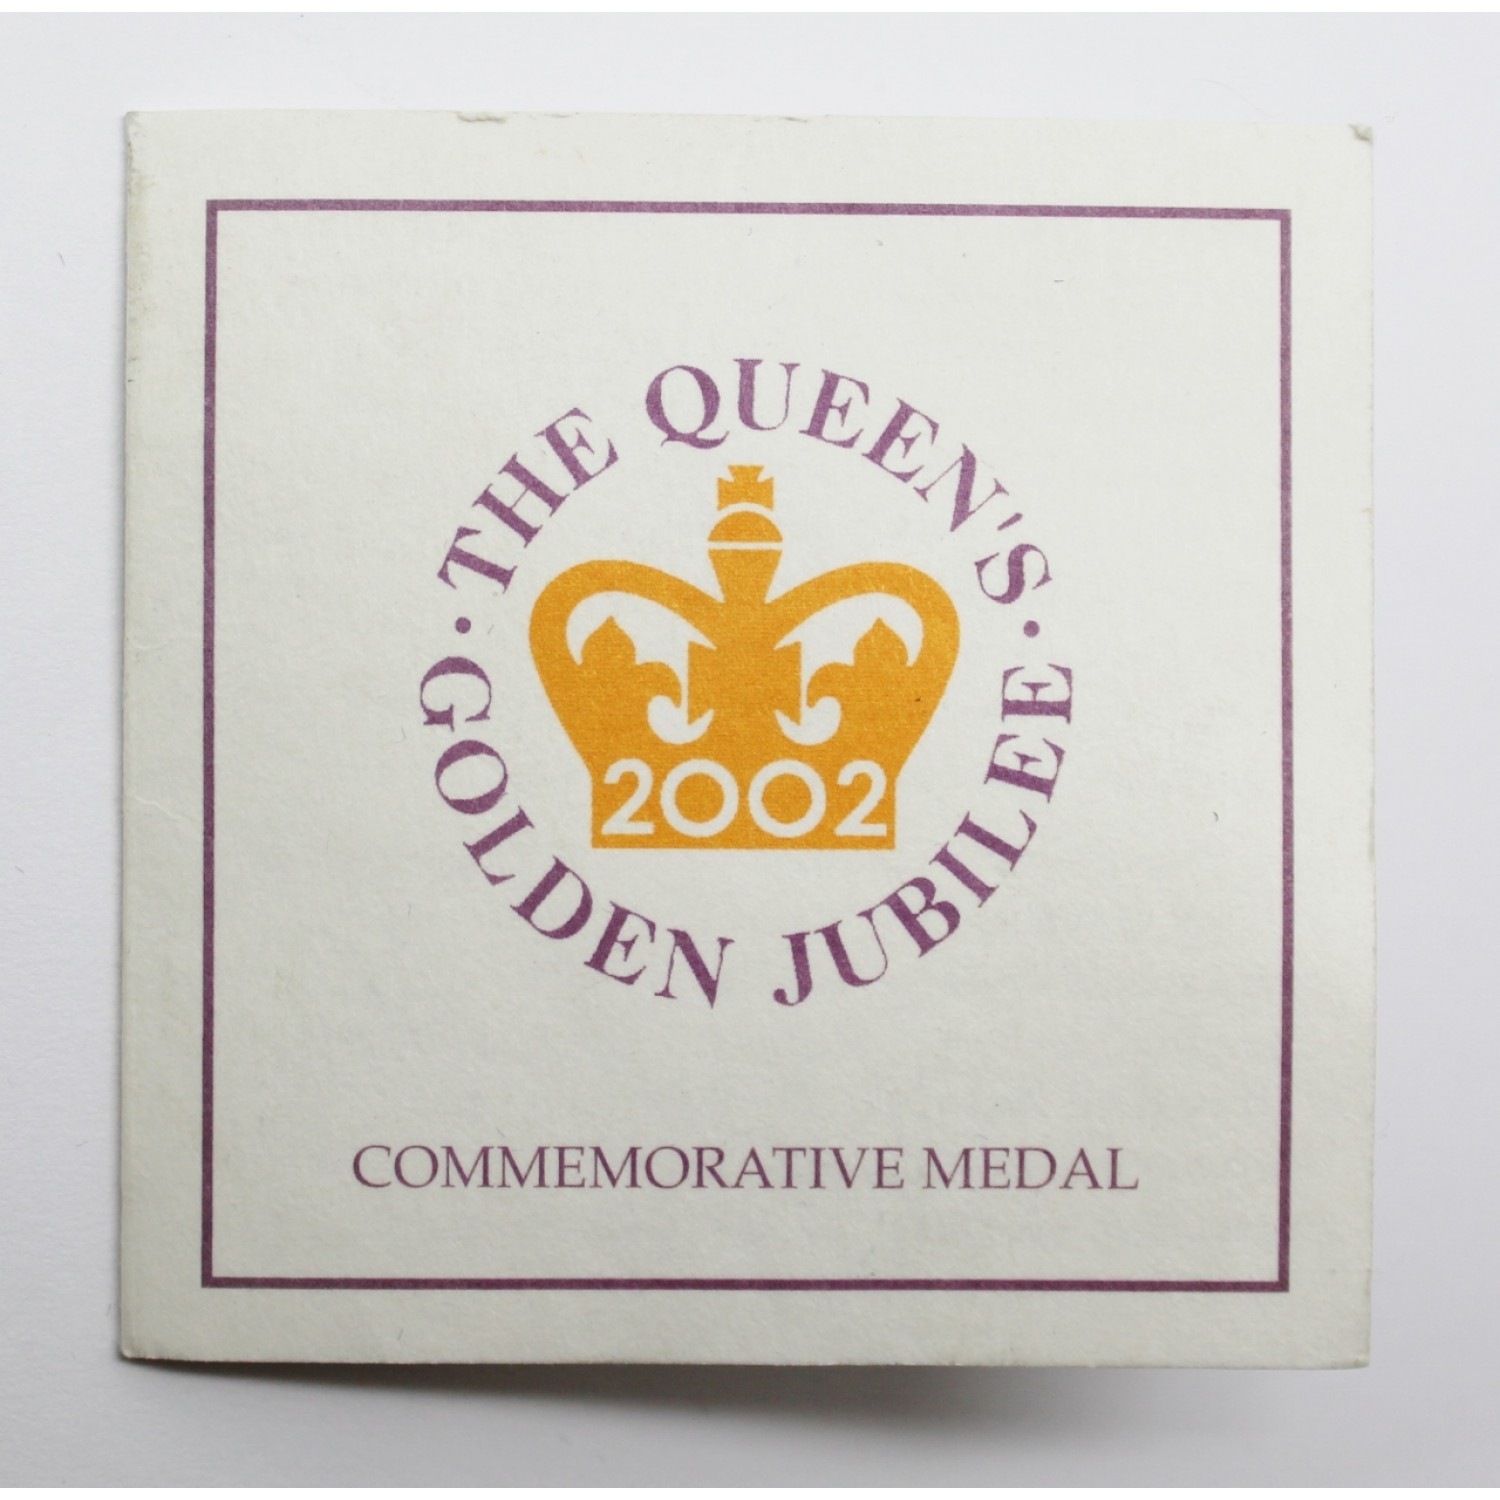 THE QUEEN'S
· GOLDEN JUBILEE ·
2002
COMMEMORATIVE MEDAL